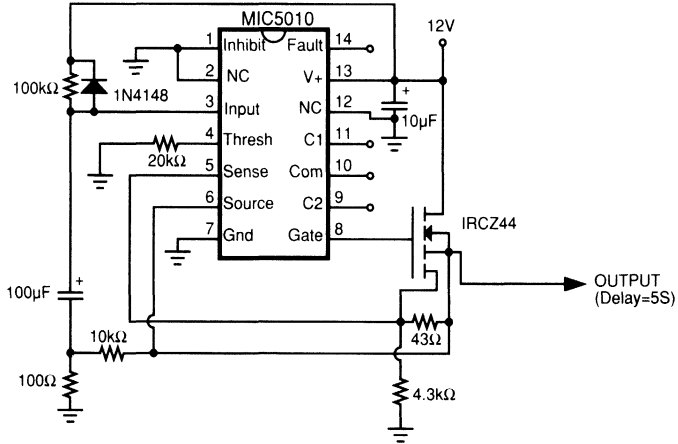 MIC5010
12V
1 Inhibit Fault 14
2 NC V+ 13
100kΩ
1N4148
+
3 Input NC 12
10µF
4 Thresh C1 11
20kΩ
5 Sense Com 10
6 Source C2 9
IRCZ44
7 Gnd Gate 8
+
100µF
OUTPUT
(Delay=5S)
10kΩ
43Ω
100Ω
4.3kΩ